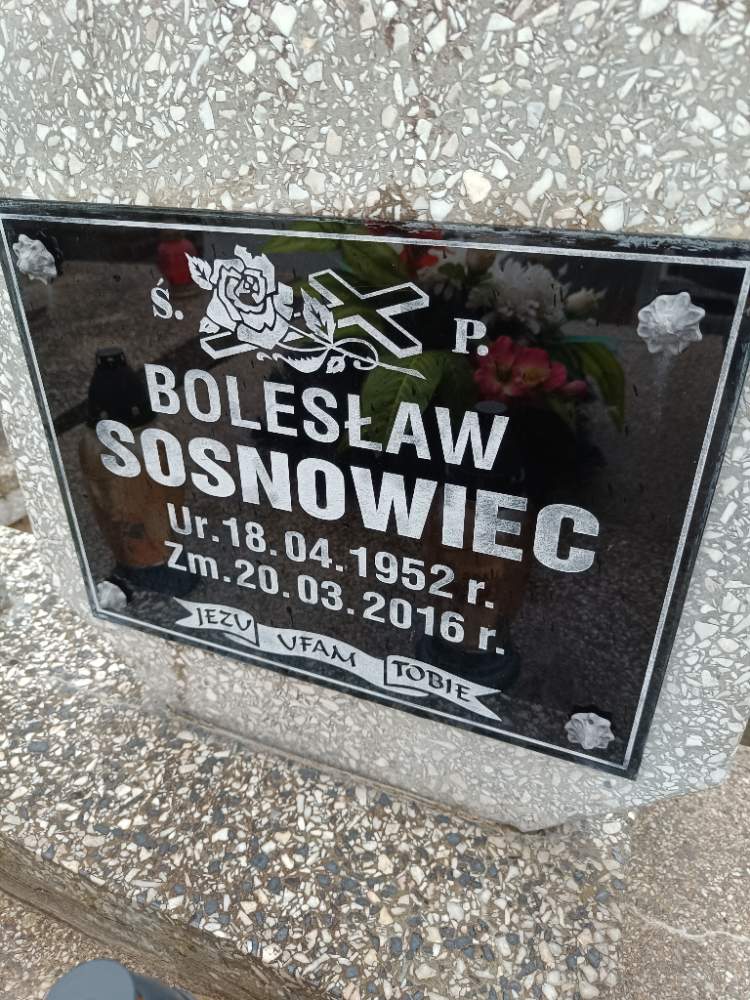 Ś. P.
BOLESŁAW
SOSNOWIEC
Ur.18.04.1952 r.
Zm.20.03.2016 r.
JEZU UFAM TOBIE